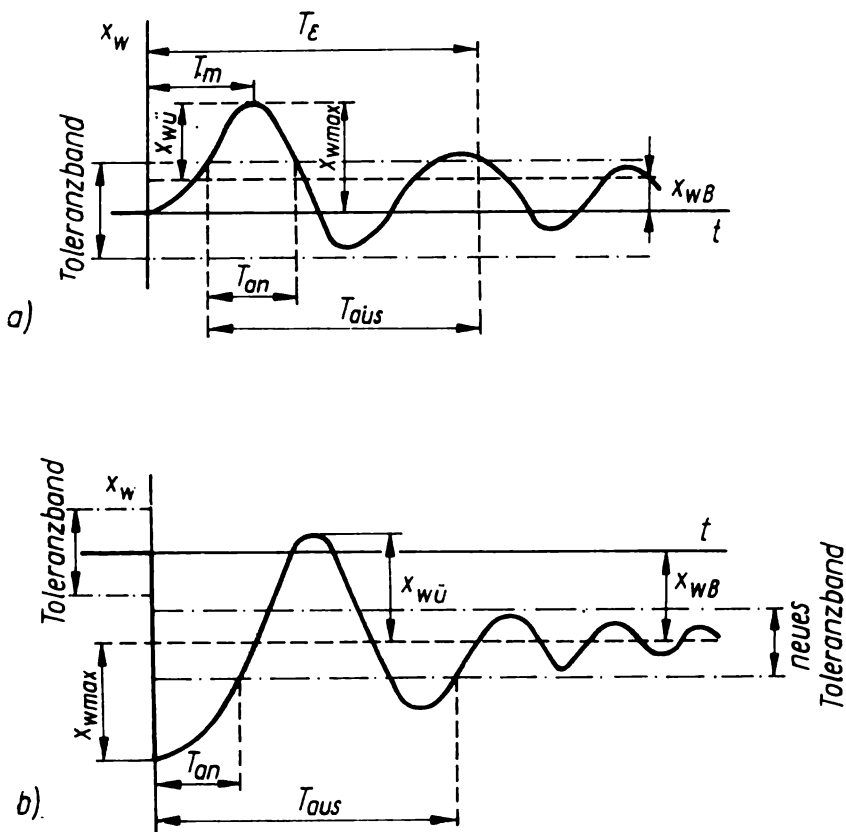 x_w
T_ε
T_m
x_wü
x_wmax
Toleranzband
x_wB
t
T_an
T_aus
a)
Toleranzband
x_w
t
x_wü
x_wB
neues
Toleranzband
x_wmax
T_an
T_aus
b).